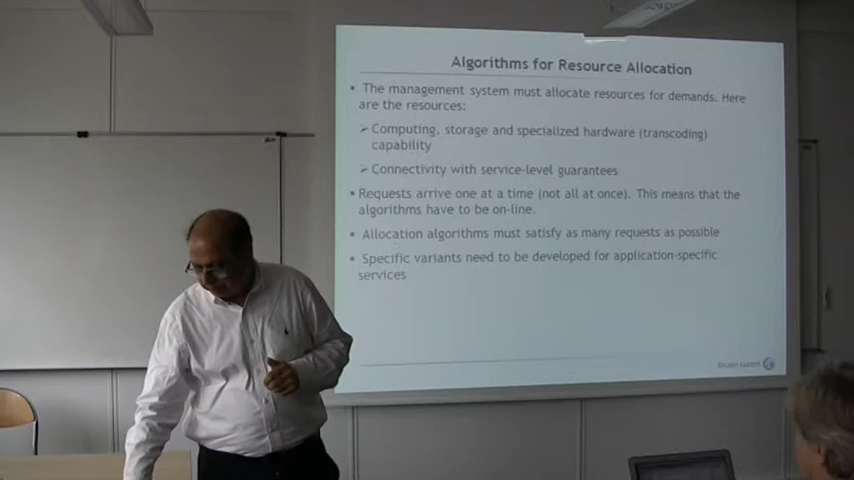 Algorithms for Resource Allocation
▪ The management system must allocate resources for demands. Here
are the resources:
➢ Computing, storage and specialized hardware (transcoding)
capability
➢ Connectivity with service-level guarantees
▪ Requests arrive one at a time (not all at once). This means that the
algorithms have to be on-line.
▪ Allocation algorithms must satisfy as many requests as possible
▪ Specific variants need to be developed for application-specific
services